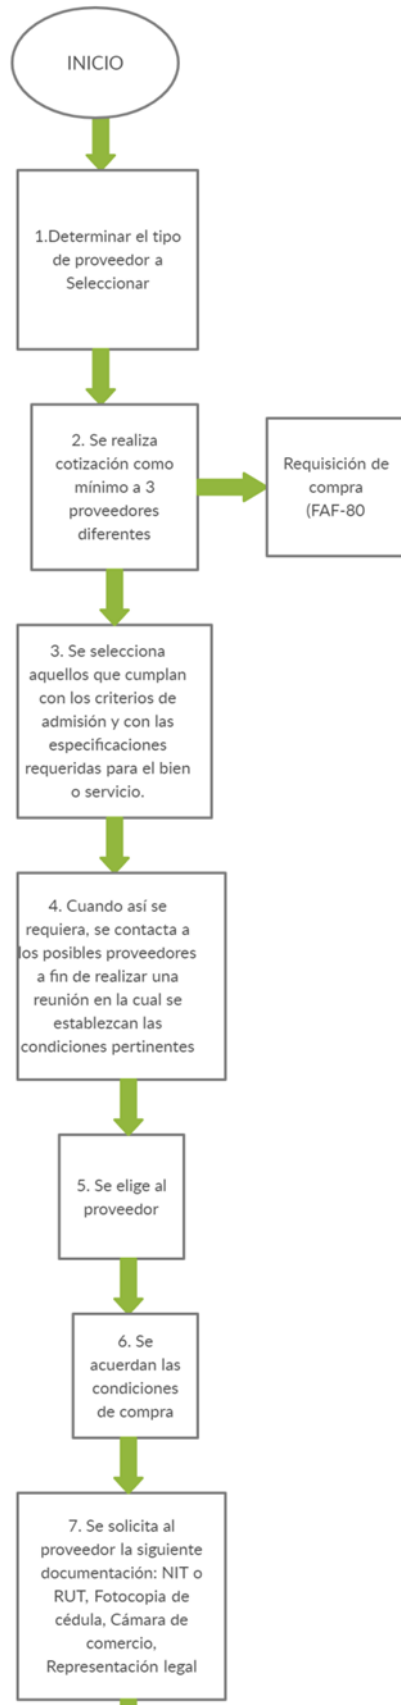 INICIO
1.Determinar el tipo
de proveedor a
Seleccionar
2. Se realiza
cotización como
mínimo a 3
proveedores
diferentes
Requisición de
compra
(FAF-80
3. Se selecciona
aquellos que cumplan
con los criterios de
admisión y con las
especificaciones
requeridas para el bien
o servicio.
4. Cuando así se
requiera, se contacta a
los posibles proveedores
a fin de realizar una
reunión en la cual se
establezcan las
condiciones pertinentes
5. Se elige al
proveedor
6. Se
acuerdan las
condiciones
de compra
7. Se solicita al
proveedor la siguiente
documentación: NIT o
RUT, Fotocopia de
cédula, Cámara de
comercio,
Representación legal